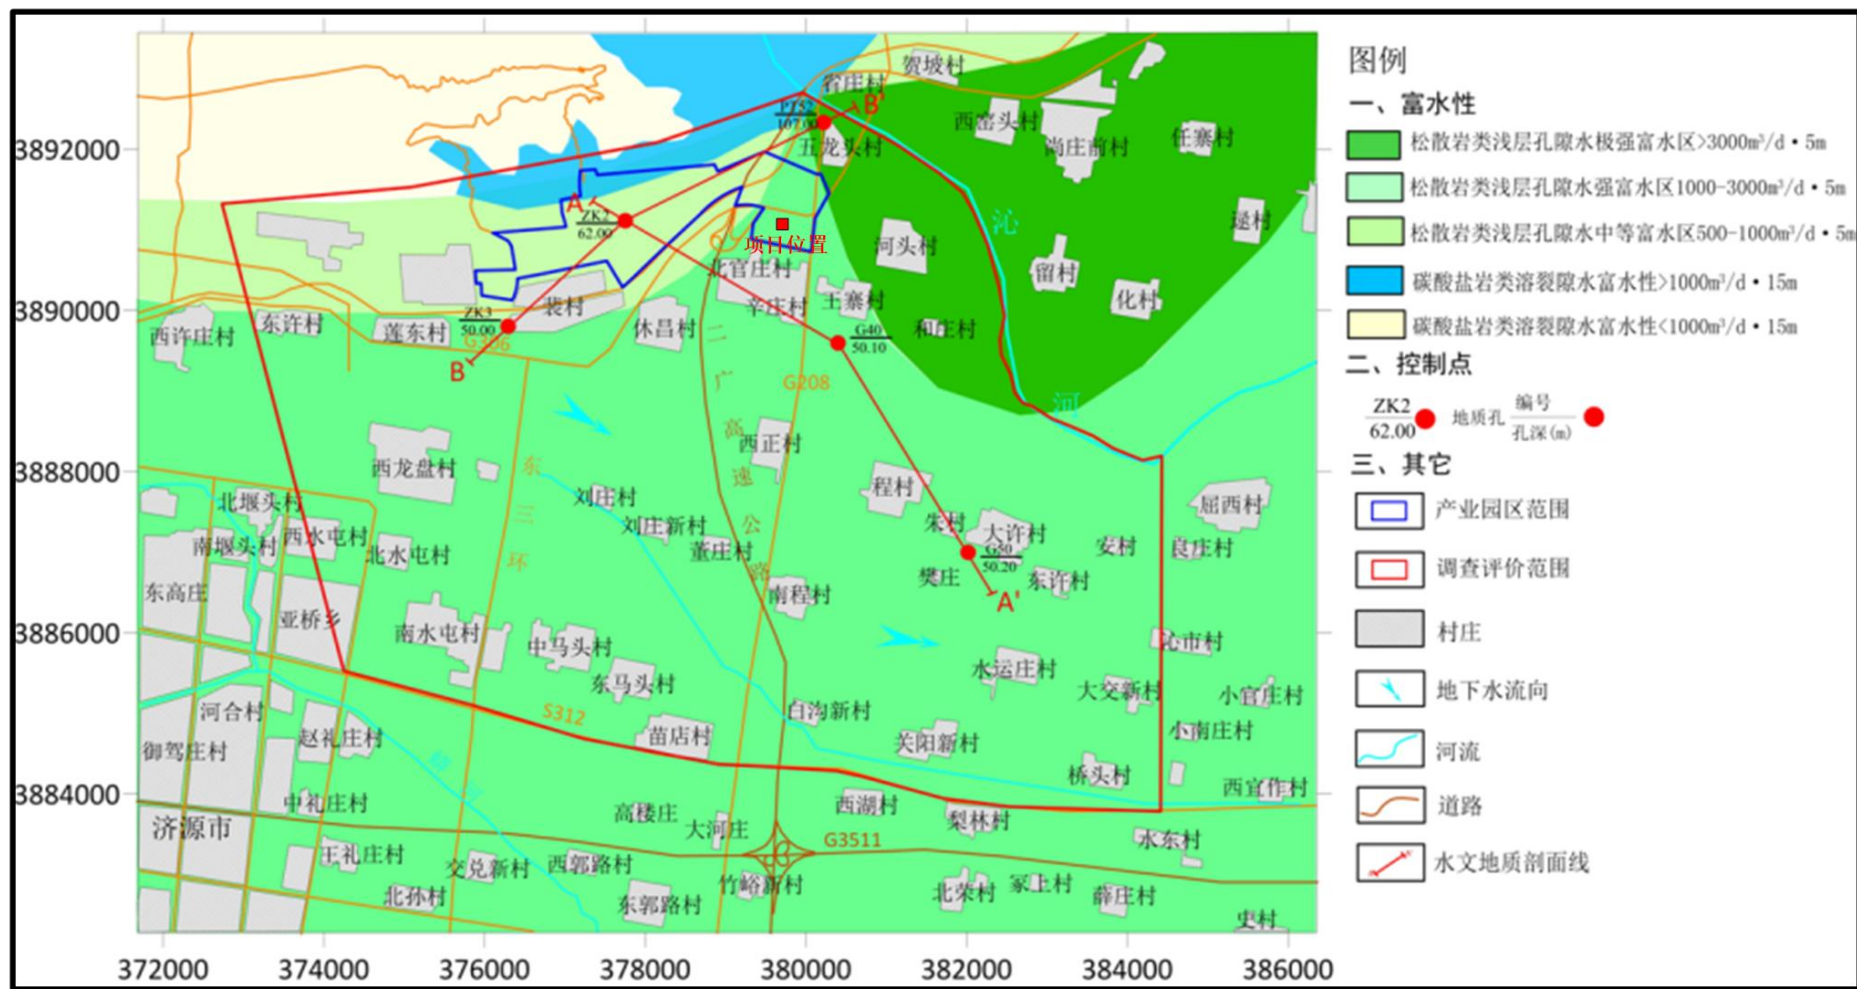 图例
一、富水性
松散岩类浅层孔隙水极强富水区>3000m³/d·5m
松散岩类浅层孔隙水强富水区1000-3000m³/d·5m
松散岩类浅层孔隙水中等富水区500-1000m³/d·5m
碳酸盐岩类溶裂隙水富水性>1000m³/d·15m
碳酸盐岩类溶裂隙水富水性<1000m³/d·15m
二、控制点
ZK2
62.00
地质孔
编号
孔深(m)
三、其它
产业园区范围
调查评价范围
村庄
地下水流向
河流
道路
水文地质剖面线
3892000
3890000
3888000
3886000
3884000
372000
374000
376000
378000
380000
382000
384000
386000
贺坡村
省庄村
B'
107.00
五龙头村
西窑头村
尚庄前村
任寨村
逯村
沁
河
A
ZK2
62.00
项目位置
河头村
留村
化村
北官庄村
辛庄村
王寨村
和庄村
裴村
休昌村
ZK3
50.00
G306
B
西许庄村
东许村
莲东村
G40
50.10
G208
二
广
高
速
公
路
西正村
西龙盘村
东
三
环
刘庄村
刘庄新村
董庄村
程村
朱村
大许村
G50
50.20
安村
良庄村
屈西村
樊庄
东许村
A'
南程村
北堰头村
西水屯村
南堰头村
北水屯村
东高庄
亚桥乡
南水屯村
中马头村
东马头村
沁市村
水运庄村
大交新村
小官庄村
河合村
S312
苗店村
白沟新村
关阳新村
小南庄村
御驾庄村
赵礼庄村
桥头村
西宜作村
中礼庄村
高楼庄
大河庄
西湖村
梨林村
济源市
G3511
水东村
王礼庄村
交兑新村
西郭路村
竹峪新村
北孙村
东郭路村
北荣村
冢上村
薛庄村
史村